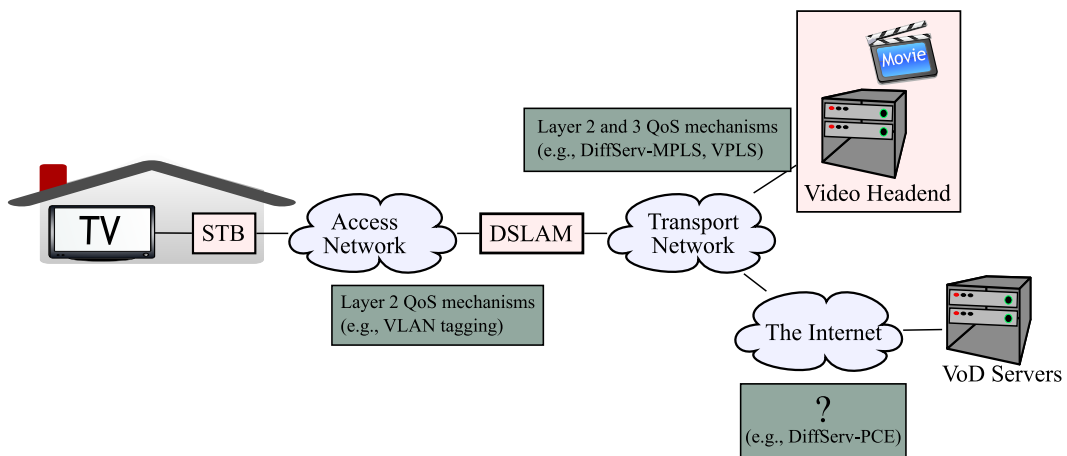 Movie
Layer 2 and 3 QoS mechanisms
(e.g., DiffServ-MPLS, VPLS)
Video Headend
TV
STB
Access
Network
DSLAM
Transport
Network
Layer 2 QoS mechanisms
(e.g., VLAN tagging)
The Internet
VoD Servers
?
(e.g., DiffServ-PCE)